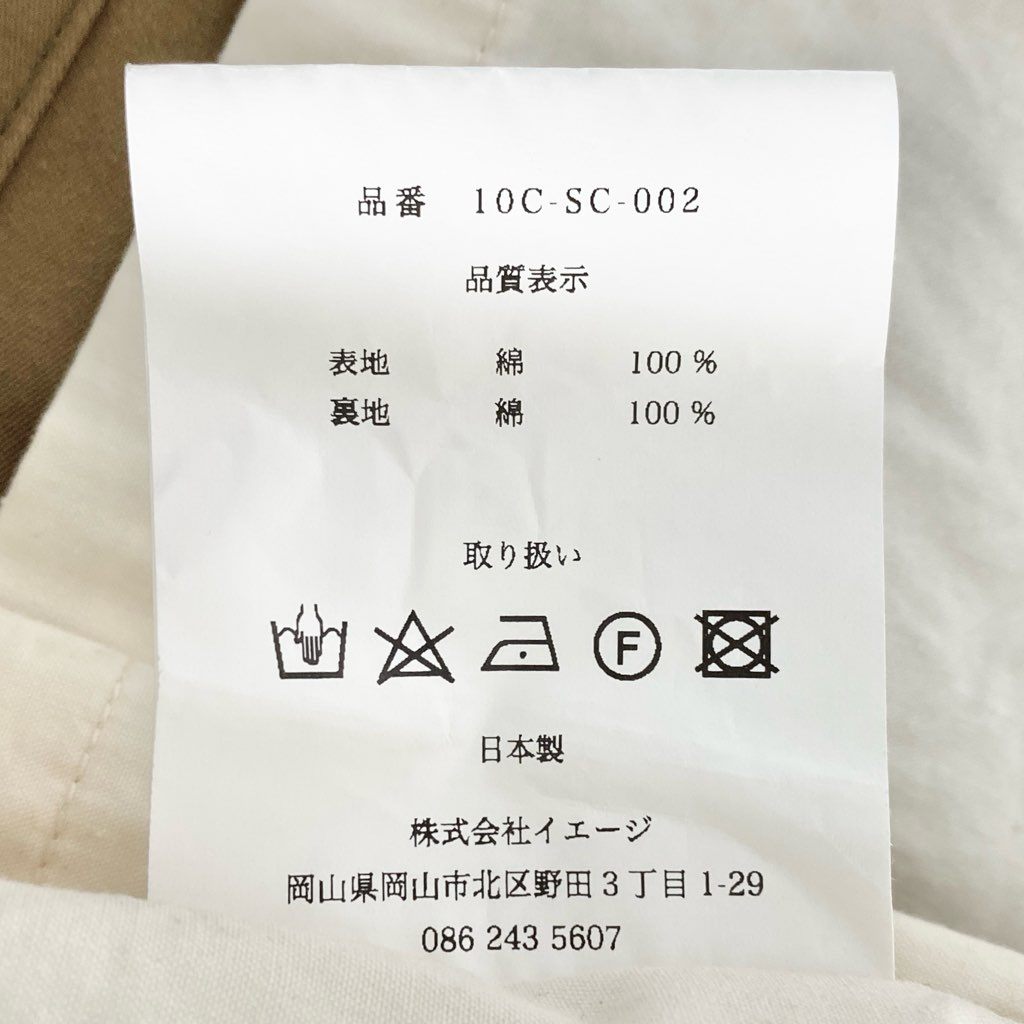 品番 10C-SC-002
品質表示
表地 綿 100 %
裏地 綿 100 %
取り扱い
F
日本製
株式会社イエージ
岡山県岡山市北区野田3丁目1-29
086 243 5607